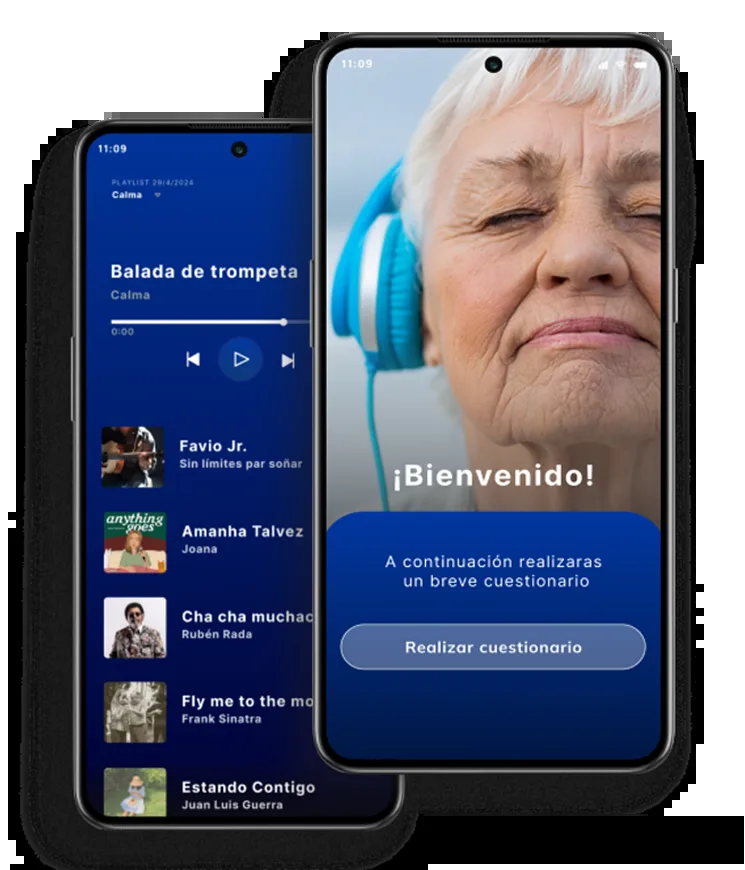 11:09
PLAYLIST 29/4/2024
Calma
Balada de trompeta
Calma
0:00
Favio Jr.
Sin límites par soñar
anything
goes
Amanha Talvez
Joana
Cha cha muchac
Rubén Rada
Fly me to the mo
Frank Sinatra
Estando Contigo
Juan Luis Guerra
11:09
¡Bienvenido!
A continuación realizaras
un breve cuestionario
Realizar cuestionario